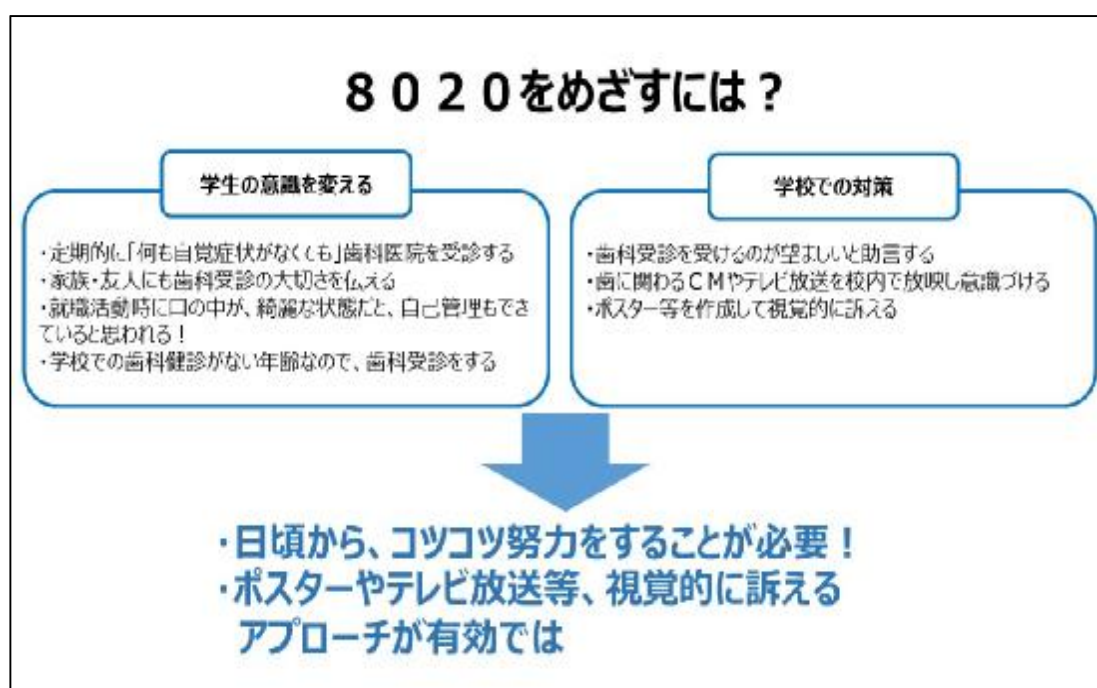 ８０２０をめざすには？
学生の意識を変える
・定期的に「何も自覚症状がなくても」歯科医院を受診する
・家族・友人にも歯科受診の大切さを伝える
・就職活動時に口の中が、綺麗な状態だと、自己管理もでき
ていると思われる！
・学校での歯科健診がない年齢なので、歯科受診をする
学校での対策
・歯科受診を受けるのが望ましいと助言する
・歯に関わるＣＭやテレビ放送を校内で放映し意識づける
・ポスター等を作成して視覚的に訴える
・日頃から、コツコツ努力をすることが必要！
・ポスターやテレビ放送等、視覚的に訴える
アプローチが有効では